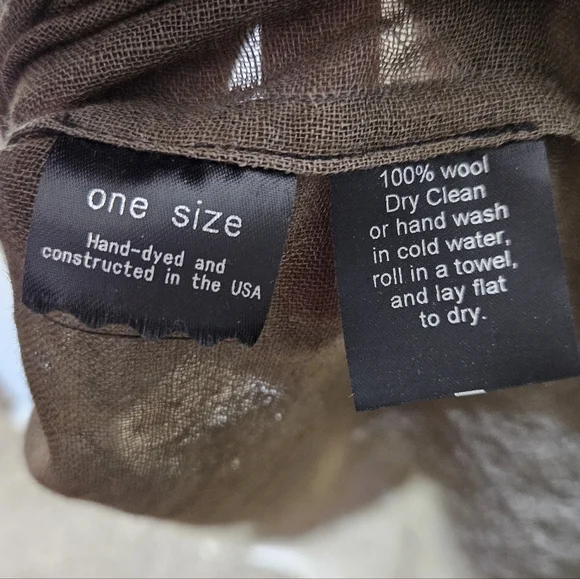 one size
Hand-dyed and
constructed in the USA
100% wool
Dry Clean
or hand wash
in cold water,
roll in a towel,
and lay flat
to dry.